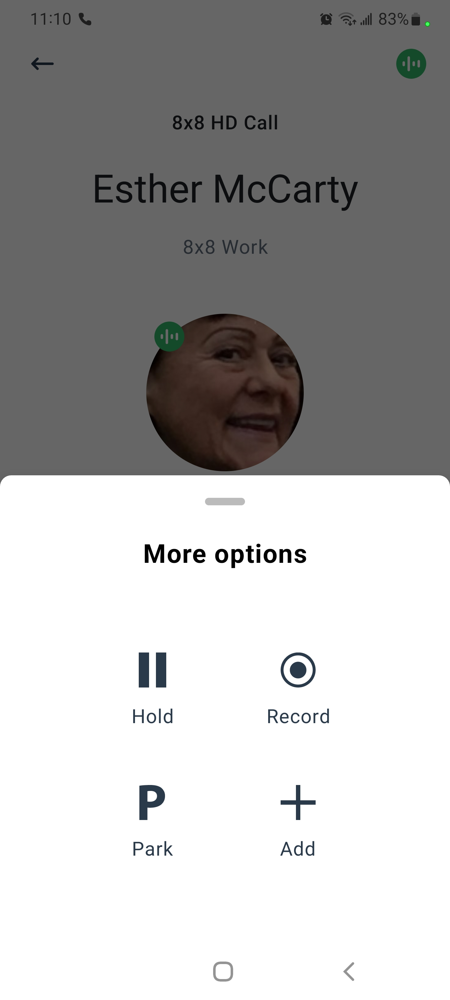 11:10 83%
8x8 HD Call
Esther McCarty
8x8 Work
More options
Hold Record
P
Park Add